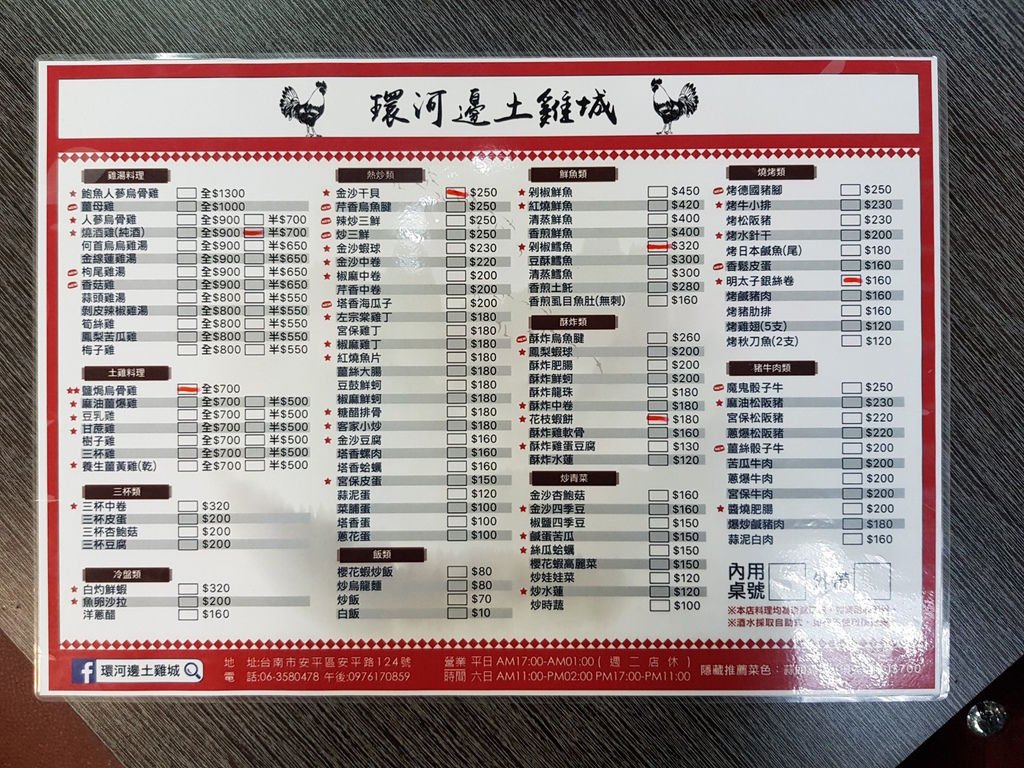 環河邊土雞城
雞湯料理
鮑魚人蔘烏骨雞 全$1300
薑母雞 全$1000
人蔘烏骨雞 全$900 半$700
燒酒雞(純酒) 全$900 半$700
何首烏烏雞湯 全$900 半$650
金線蓮雞湯 全$900 半$650
枸尾雞湯 全$900 半$650
香菇雞 全$900 半$650
蒜頭雞湯 全$800 半$550
剝皮辣椒雞湯 全$800 半$550
筍絲雞 全$800 半$550
鳳梨苦瓜雞 全$800 半$550
梅子雞 全$800 半$550
土雞料理
鹽焗烏骨雞 全$700
麻油薑爆雞 全$700 半$500
豆乳雞 全$700 半$500
甘蔗雞 全$700 半$500
樹子雞 全$700 半$500
三杯雞 全$700 半$500
養生薑黃雞(乾) 全$700 半$500
三杯類
三杯中卷 $320
三杯皮蛋 $200
三杯杏鮑菇 $200
三杯豆腐 $200
冷盤類
白灼鮮蝦 $320
魚卵沙拉 $200
洋蔥醋 $160
熱炒類
金沙干貝 $250
芹香烏魚腱 $250
辣炒三鮮 $250
炒三鮮 $250
金沙蝦球 $230
金沙中卷 $220
椒麻中卷 $200
芹香中卷 $200
塔香海瓜子 $200
左宗棠雞丁 $180
宮保雞丁 $180
椒麻雞丁 $180
紅燒魚片 $180
薑絲大腸 $180
豆鼓鮮蚵 $180
椒麻鮮蚵 $180
糖醋排骨 $180
客家小炒 $180
金沙豆腐 $160
塔香螺肉 $160
塔香蛤蠣 $160
宮保皮蛋 $150
蒜泥蛋 $120
菜脯蛋 $100
塔香蛋 $100
蔥花蛋 $100
飯類
櫻花蝦炒飯 $80
炒烏龍麵 $80
炒飯 $70
白飯 $10
鮮魚類
剁椒鮮魚 $450
紅燒鮮魚 $420
清蒸鮮魚 $400
香煎鮮魚 $400
剁椒鱈魚 $320
豆酥鱈魚 $300
清蒸鱈魚 $300
香煎土魠 $280
香煎虱目魚肚(無刺) $160
酥炸類
酥炸烏魚腱 $260
鳳梨蝦球 $200
酥炸肥腸 $200
酥炸鮮蚵 $200
酥炸龍珠 $180
酥炸中卷 $180
花枝蝦餅 $180
酥炸雞軟骨 $160
酥炸雞蛋豆腐 $130
酥炸水蓮 $120
炒青菜
金沙杏鮑菇 $160
金沙四季豆 $160
椒鹽四季豆 $150
鹹蛋苦瓜 $150
絲瓜蛤蠣 $150
櫻花蝦高麗菜 $150
炒娃娃菜 $120
炒水蓮 $120
炒時蔬 $100
燒烤類
烤德國豬腳 $250
烤牛小排 $230
烤松阪豬 $230
烤水針干 $200
烤日本鹹魚(尾) $180
香鬆皮蛋 $160
明太子銀絲卷 $160
烤鹹豬肉 $160
烤豬肋排 $160
烤雞翅(5支) $120
烤秋刀魚(2支) $120
豬牛肉類
魔鬼骰子牛 $250
麻油松阪豬 $230
宮保松阪豬 $220
蔥爆松阪豬 $220
薑絲骰子牛 $200
苦瓜牛肉 $200
蔥爆牛肉 $200
宮保牛肉 $200
醬燒肥腸 $200
爆炒鹹豬肉 $180
蒜泥白肉 $160
內用
桌號
外帶
※本店料理均為
※酒水採取自助式
環河邊土雞城
地 址:台南市安平區安平路124號
電 話:06-3580478 午後:0976170859
營業 平日 AM17:00-AM01:00 (週二店休)
時間 六日 AM11:00-PM02:00 PM17:00-PM11:00
隱藏推薦菜色: $700